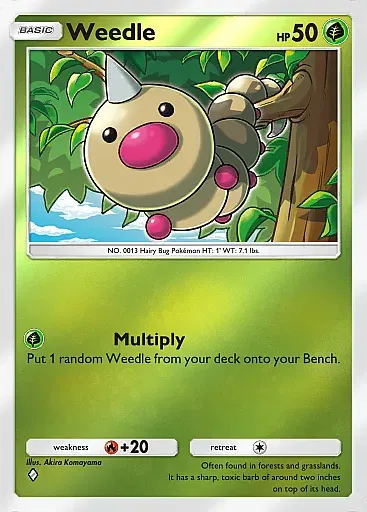 BASIC Weedle HP 50
NO. 0013 Hairy Bug Pokémon HT: 1' WT: 7.1 lbs.
Multiply
Put 1 random Weedle from your deck onto your Bench.
weakness +20 retreat
Illus. Akira Komayama
Often found in forests and grasslands.
It has a sharp, toxic barb of around two inches
on top of its head.